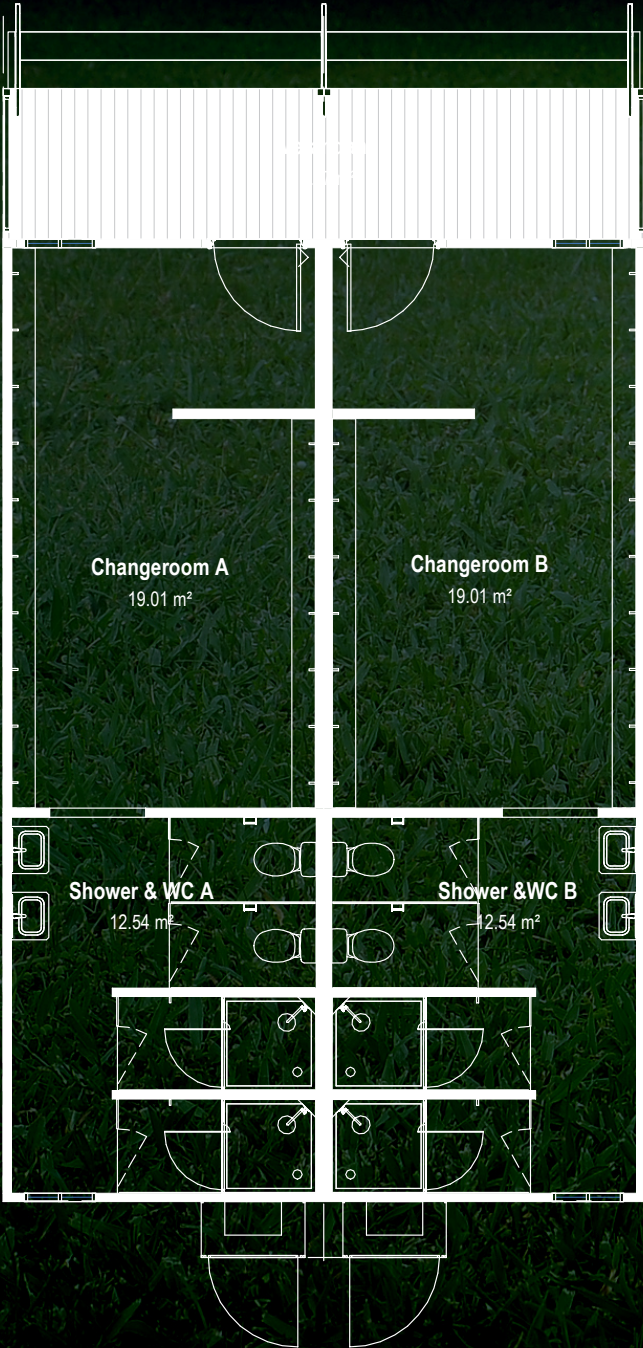 Changeroom A
19.01 m²
Changeroom B
19.01 m²
Shower & WC A
12.54 m²
Shower &WC B
12.54 m²